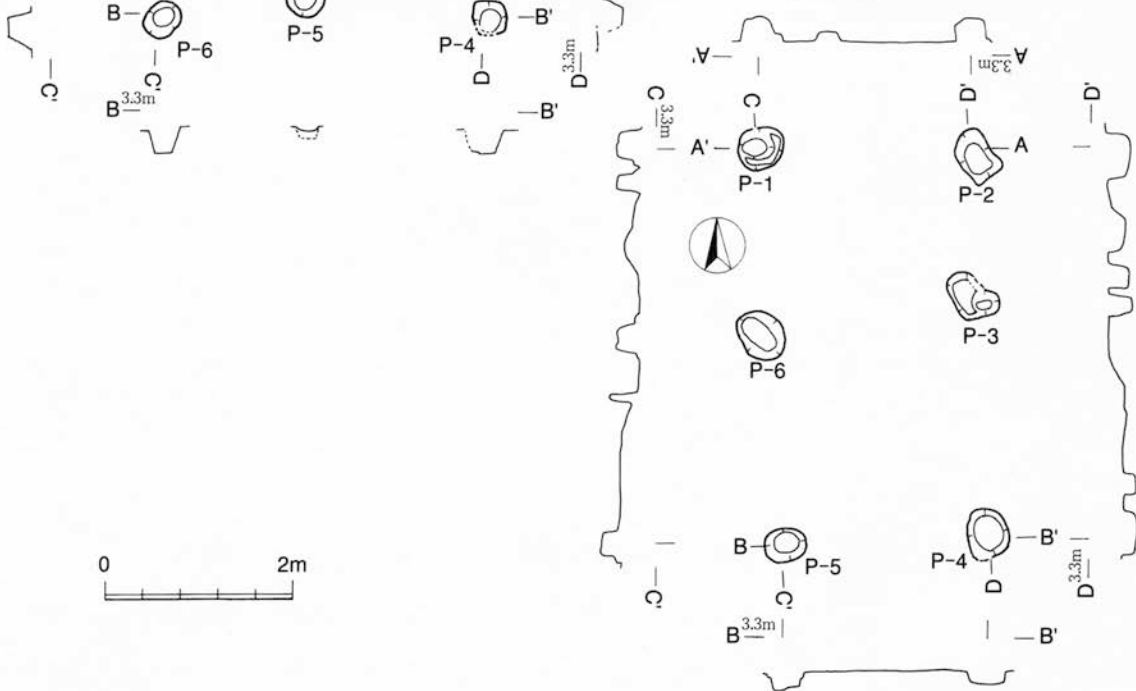 B
P-6
C'
C'
B 3.3m
B'
P-5
B'
P-4
D
D 3.3m
0 2m
A'
A 3.3m
C 3.3m
C
D'
D'
A'
P-1
A
P-2
P-3
P-6
B
P-5
C'
C'
P-4
B'
D
D 3.3m
B 3.3m
B'